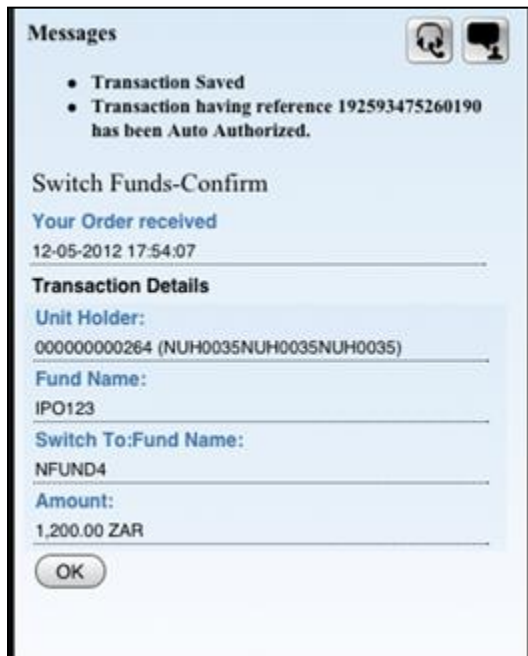 Messages
• Transaction Saved
• Transaction having reference 192593475260190
has been Auto Authorized.
Switch Funds-Confirm
Your Order received
12-05-2012 17:54:07
Transaction Details
Unit Holder:
000000000264 (NUH0035NUH0035NUH0035)
Fund Name:
IPO123
Switch To:Fund Name:
NFUND4
Amount:
1,200.00 ZAR
OK